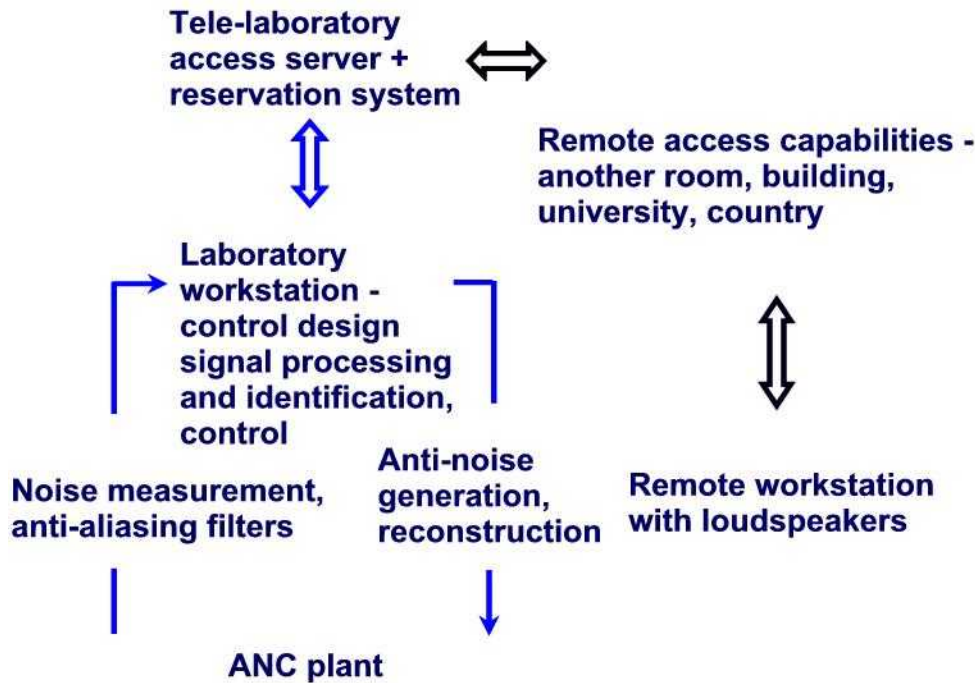 Tele-laboratory
access server +
reservation system
Remote access capabilities -
another room, building,
university, country
Laboratory
workstation -
control design
signal processing
and identification,
control
Noise measurement,
anti-aliasing filters
Anti-noise
generation,
reconstruction
Remote workstation
with loudspeakers
ANC plant